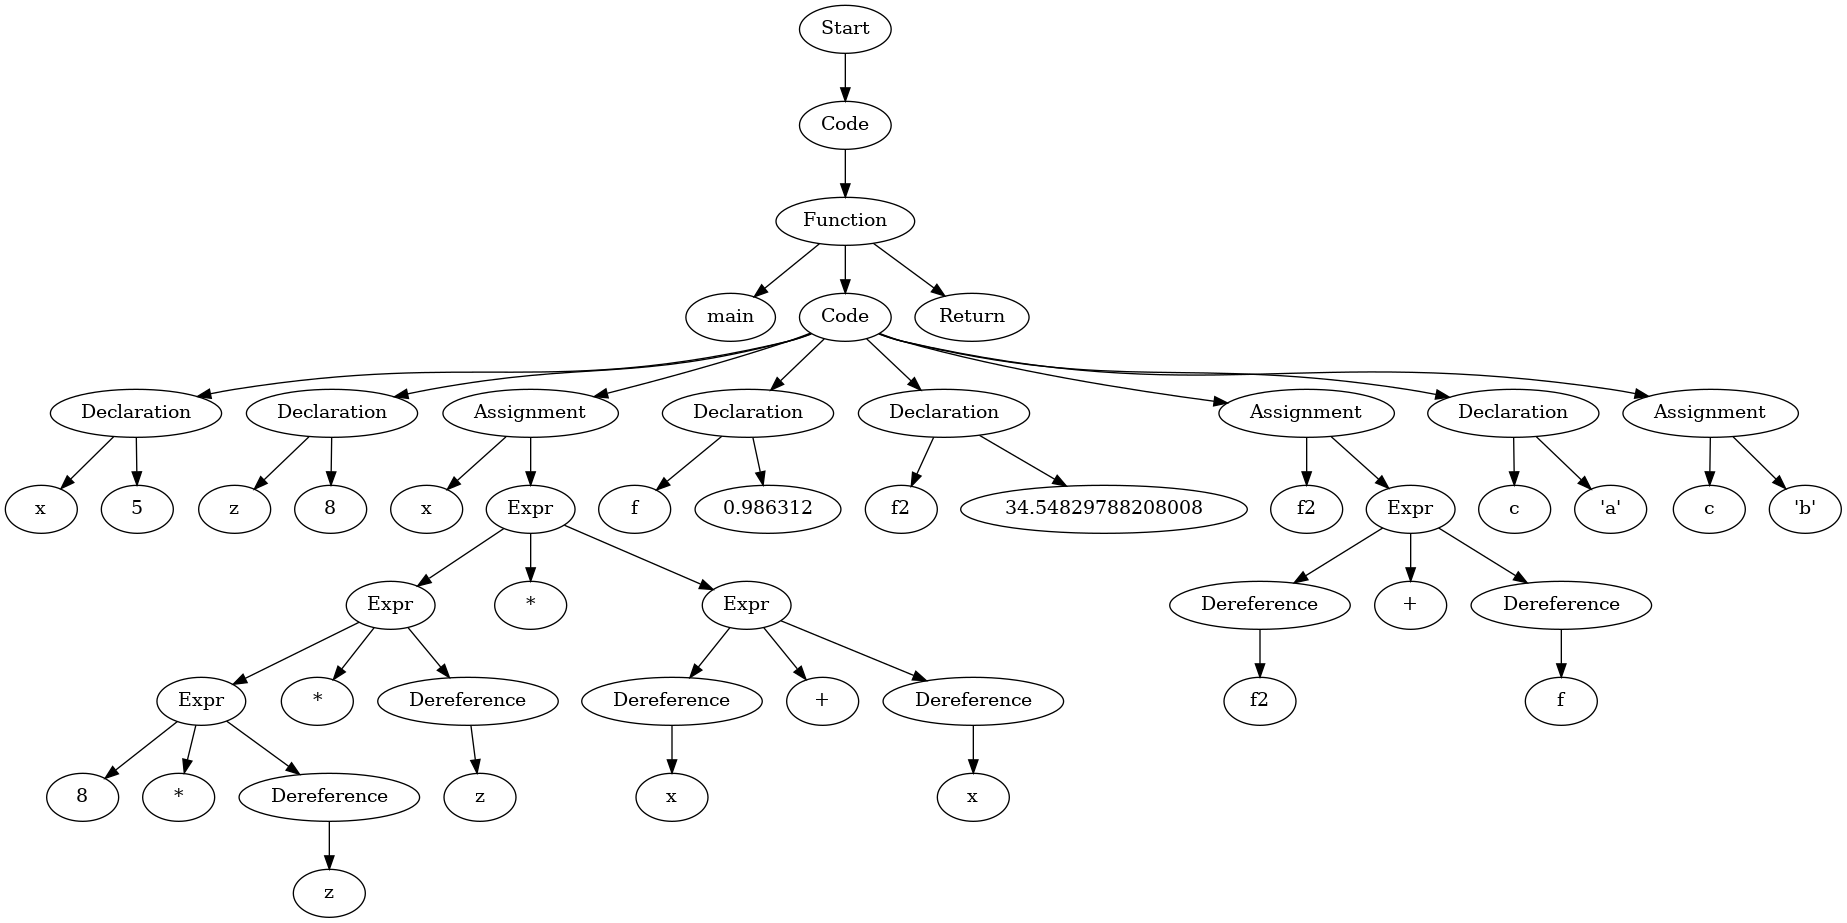 Start
Code
Function
main Code Return
Declaration Declaration Assignment Declaration Declaration Assignment Declaration Assignment
x 5 z 8 x Expr f 0.986312 f2 34.54829788208008 f2 Expr c 'a' c 'b'
Expr * Expr Dereference + Dereference
Expr * Dereference Dereference + Dereference f2 f
8 * Dereference z x x
z